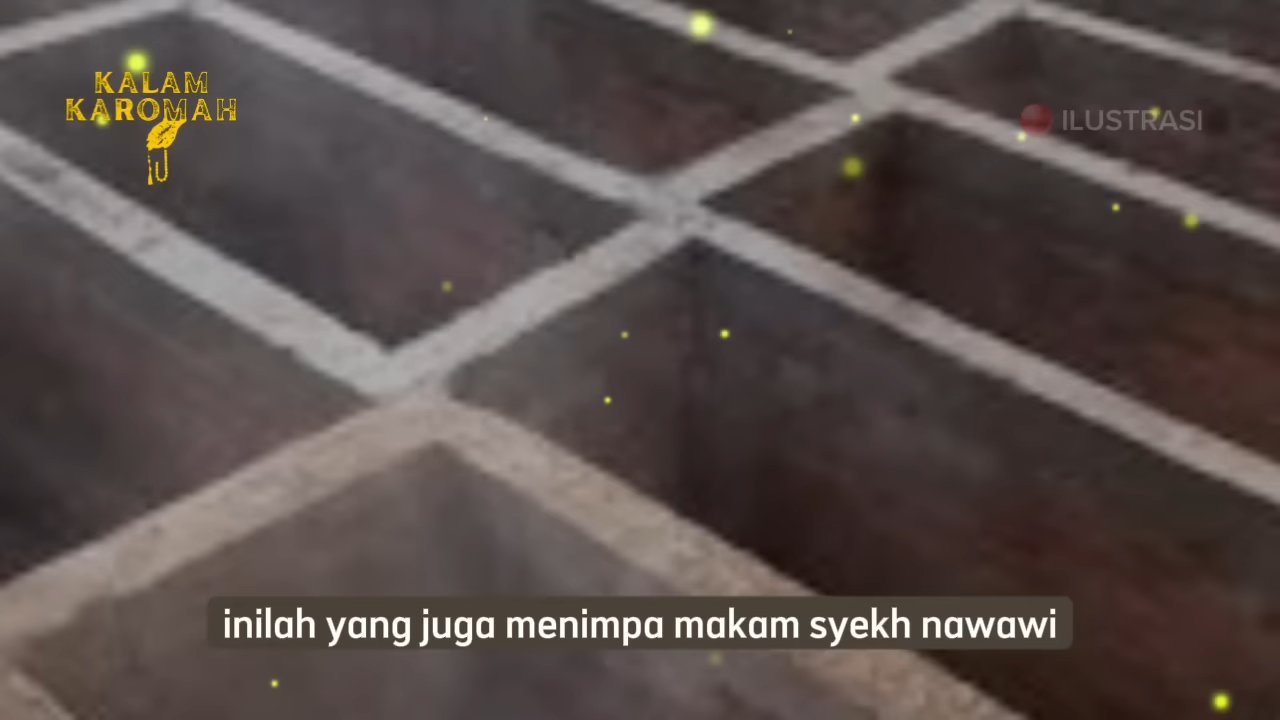 KALAM
KAROMAH
ILUSTRASI
inilah yang juga menimpa makam syekh nawawi